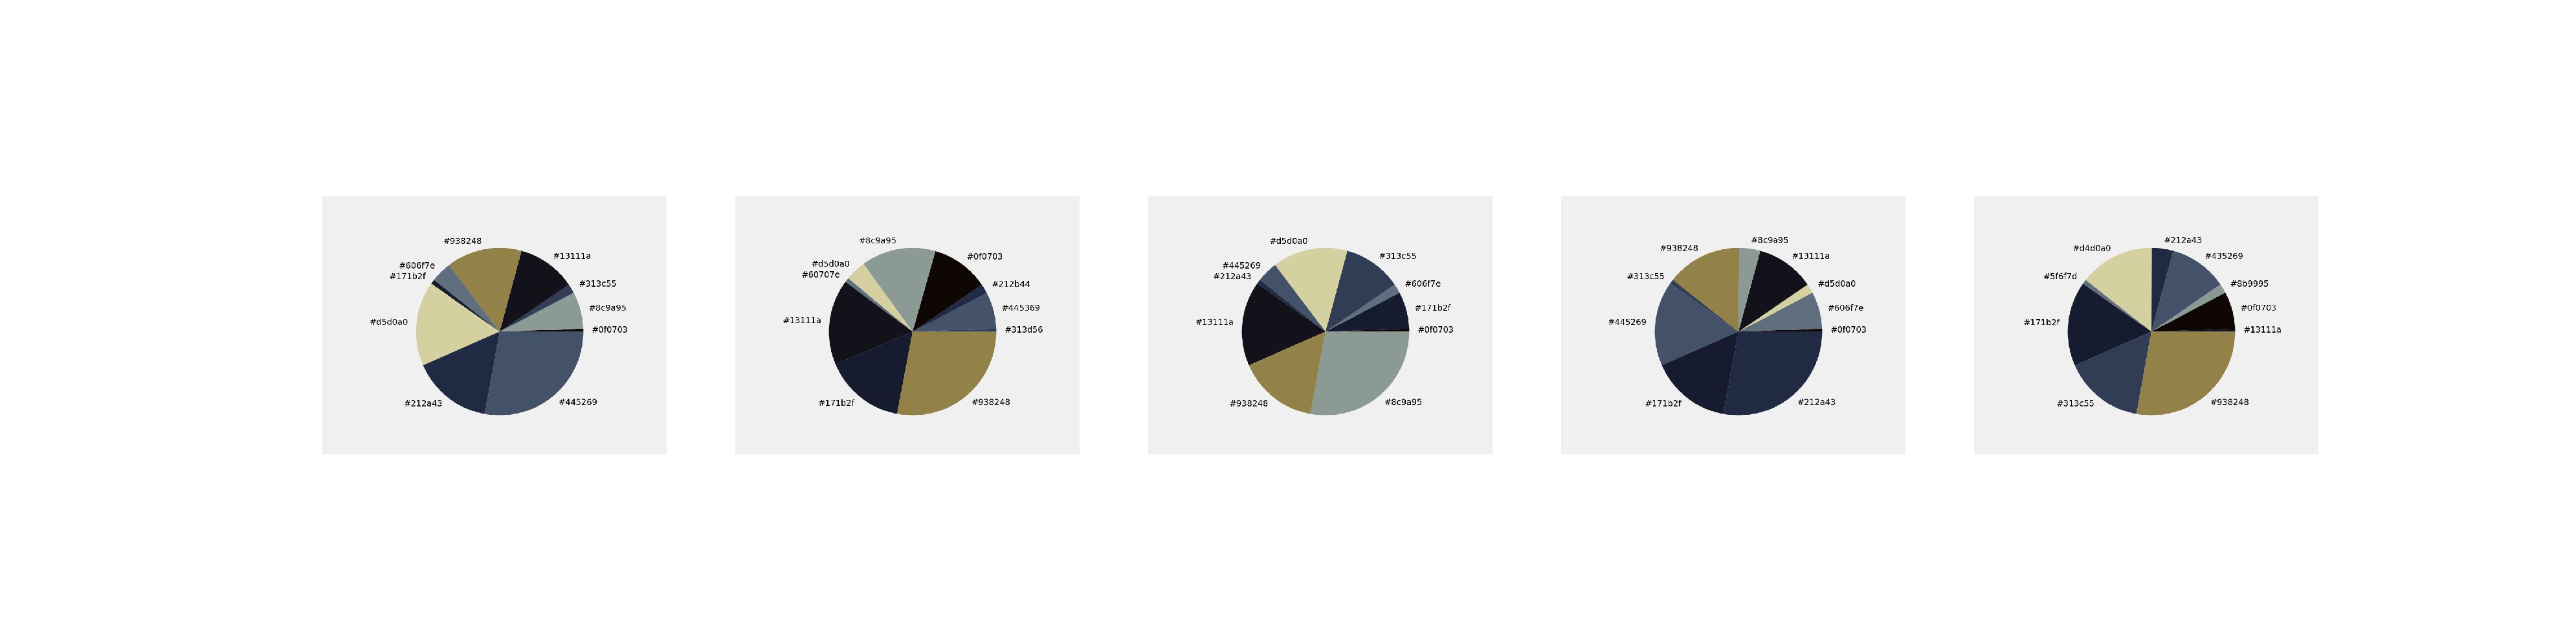 #938248
#13111a
#606f7e
#171b2f
#313c55
#8c9a95
#d5d0a0
#0f0703
#212a43
#445269
#8c9a95
#0f0703
#d5d0a0
#60707e
#212b44
#445369
#13111a
#313d56
#171b2f
#938248
#d5d0a0
#313c55
#445269
#212a43
#606f7e
#171b2f
#13111a
#0f0703
#938248
#8c9a95
#8c9a95
#938248
#13111a
#313c55
#d5d0a0
#606f7e
#445269
#0f0703
#171b2f
#212a43
#212a43
#d4d0a0
#435269
#5f6f7d
#8b9995
#0f0703
#171b2f
#13111a
#313c55
#938248